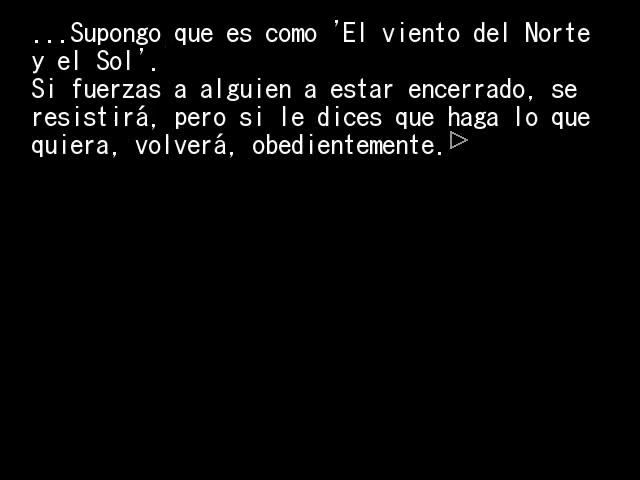 ...Supongo que es como 'El viento del Norte
y el Sol'.
Si fuerzas a alguien a estar encerrado, se
resistirá, pero si le dices que haga lo que
quiera, volverá, obedientemente.